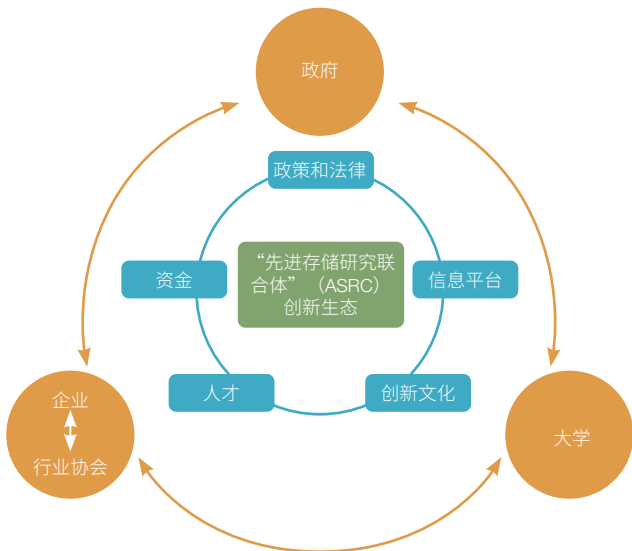 政府
政策和法律
“先进存储研究联
合体”（ASRC）
创新生态
资金
信息平台
人才
创新文化
企业
行业协会
大学